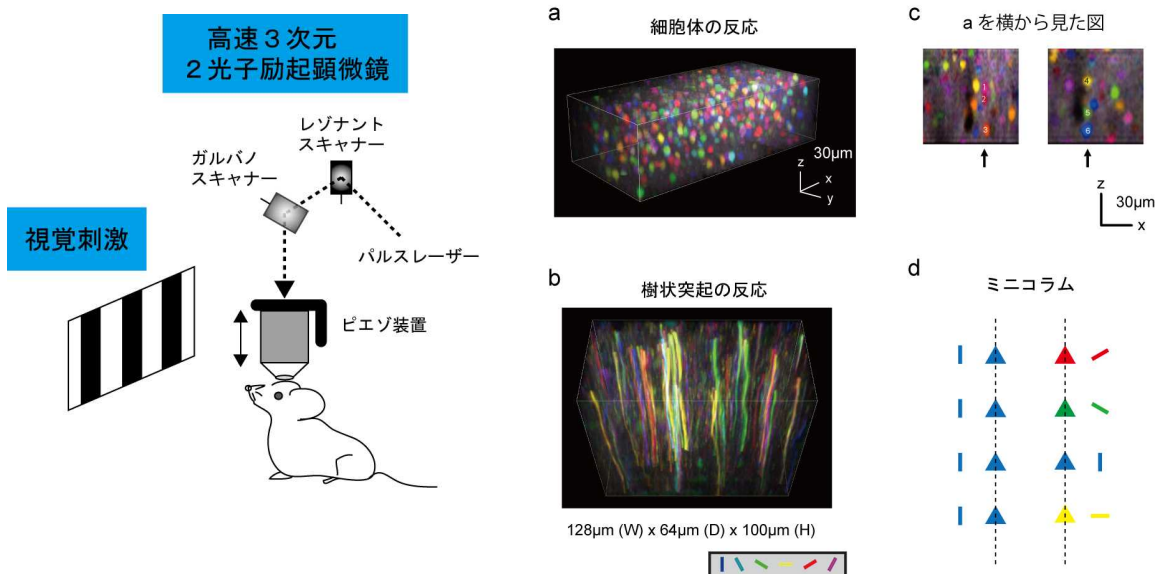 高速３次元
２光子励起顕微鏡
レゾナント
スキャナー
ガルバノ
スキャナー
パルスレーザー
視覚刺激
ピエゾ装置
a
細胞体の反応
30μm
z
x
y
b
樹状突起の反応
128μm (W) x 64μm (D) x 100μm (H)
c
a を横から見た図
1
2
3
4
5
6
z
30μm
x
d
ミニコラム